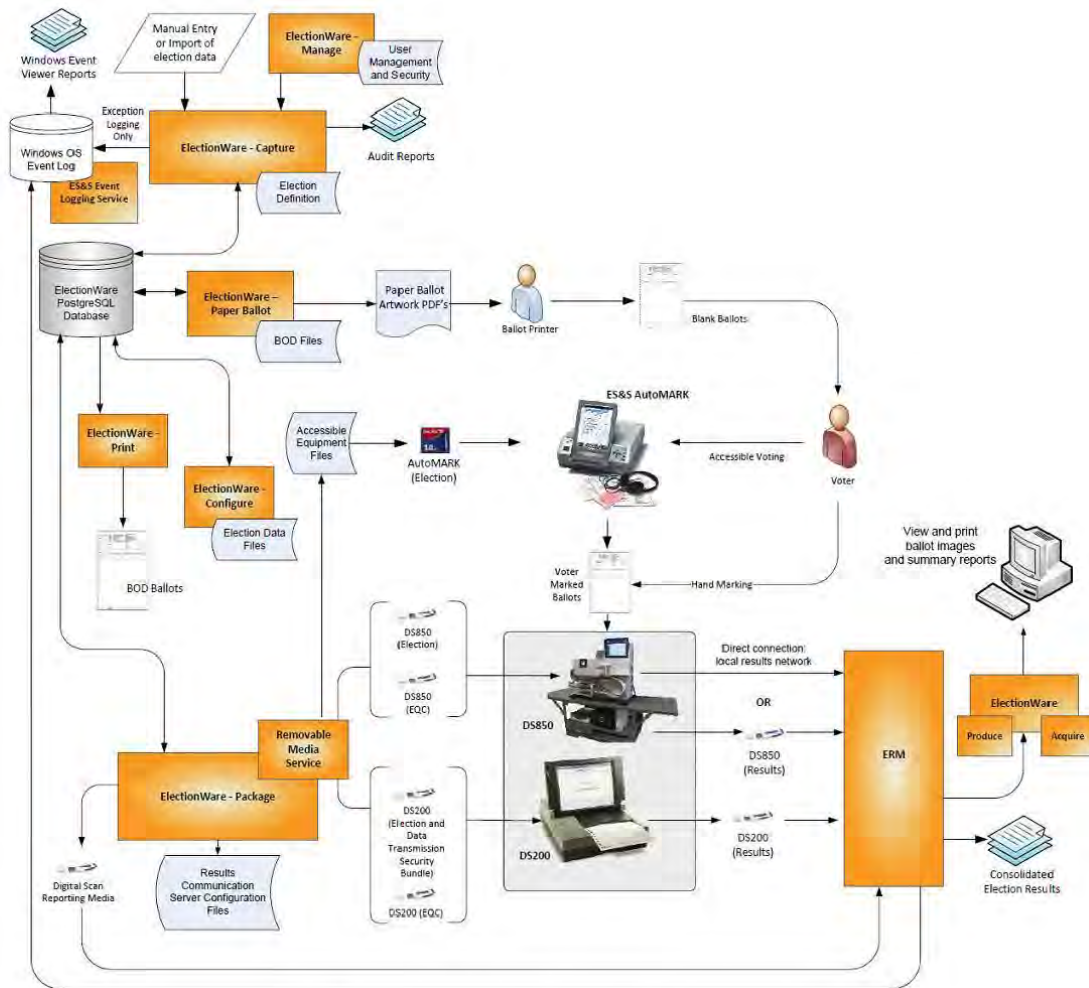 Manual Entry
or Import of
election data
ElectionWare -
Manage
User
Management
and Security
Windows Event
Viewer Reports
Exception
Logging
Only
ElectionWare - Capture
Audit Reports
Windows OS
Event Log
ES&S Event
Logging Service
Election
Definition
ElectionWare
PostgreSQL
Database
ElectionWare –
Paper Ballot
BOD Files
Paper Ballot
Artwork PDF's
Ballot Printer
Blank Ballots
ES&S AutoMARK
ElectionWare -
Print
Accessible
Equipment
Files
AutoMARK
(Election)
Accessible Voting
Voter
ElectionWare -
Configure
Election Data
Files
BOD Ballots
View and print
ballot images
and summary reports
Voter
Marked
Ballots
Hand Marking
DS850
(Election)
DS850
(EQC)
DS850
Direct connection:
local results network
OR
DS850
(Results)
ERM
ElectionWare
Produce
Acquire
Removable
Media
Service
ElectionWare - Package
DS200
(Election and
Data
Transmission
Security
Bundle)
DS200 (EQC)
DS200
DS200
(Results)
Consolidated
Election Results
Digital Scan
Reporting Media
Results
Communication
Server Configuration
Files